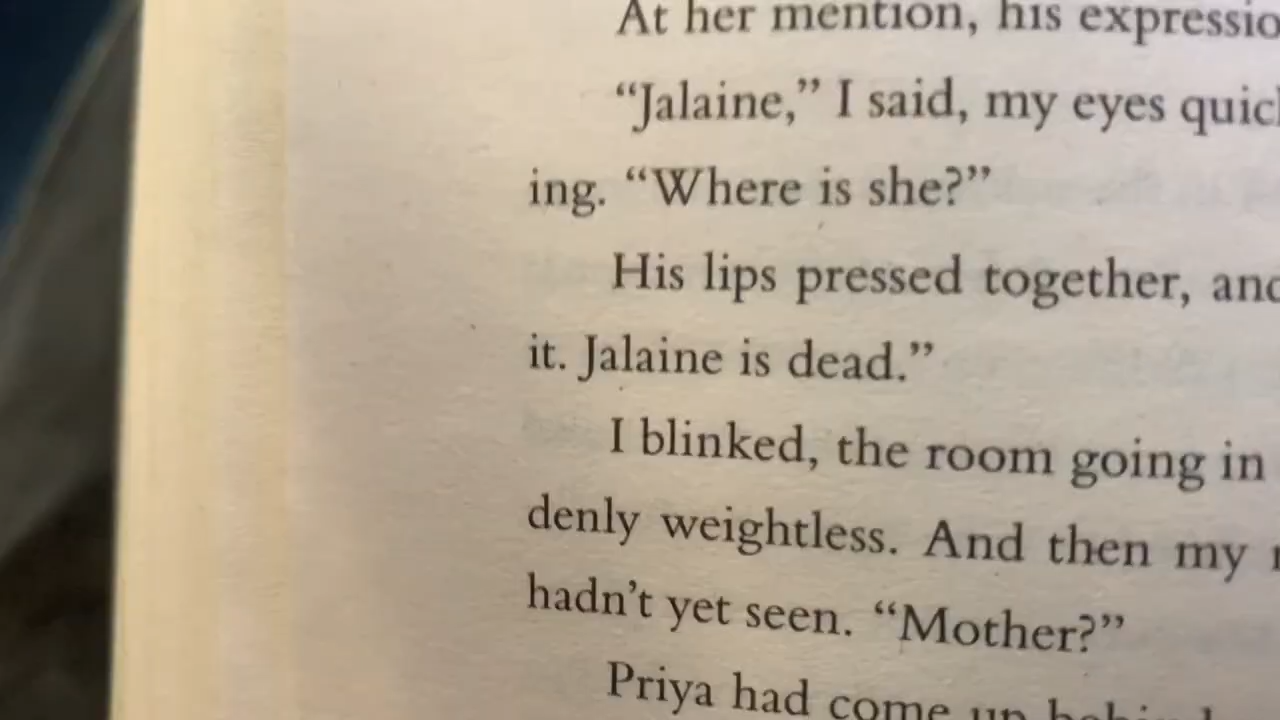 At her mention, his expressio
“Jalaine,” I said, my eyes quic
ing. “Where is she?”
His lips pressed together, and
it. Jalaine is dead.”
I blinked, the room going in
denly weightless. And then my
hadn’t yet seen. “Mother?”
Priya had come up behind